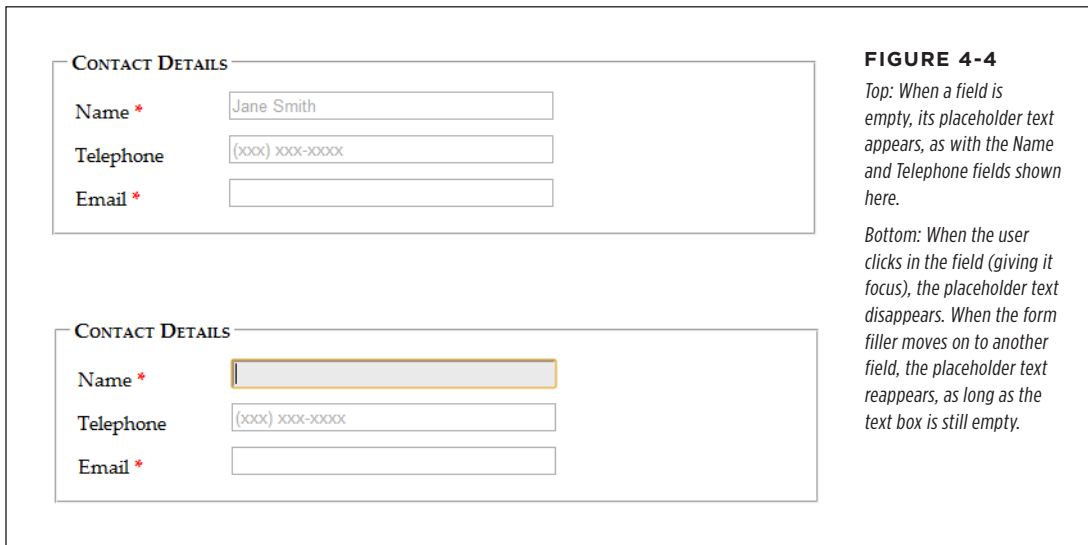 CONTACT DETAILS
Name *
Jane Smith
Telephone
(xxx) xxx-xxxx
Email *
CONTACT DETAILS
Name *
Telephone
(xxx) xxx-xxxx
Email *
FIGURE 4-4
Top: When a field is
empty, its placeholder text
appears, as with the Name
and Telephone fields shown
here.
Bottom: When the user
clicks in the field (giving it
focus), the placeholder text
disappears. When the form
filler moves on to another
field, the placeholder text
reappears, as long as the
text box is still empty.